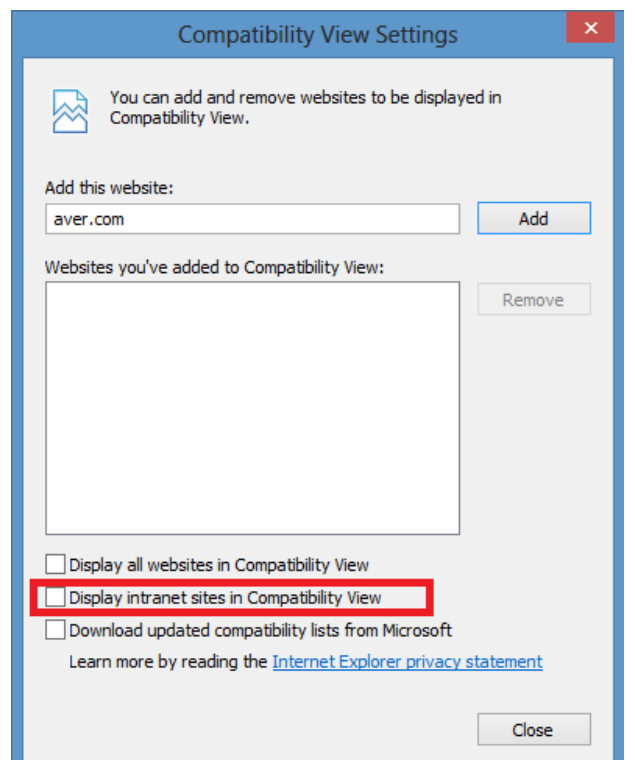 Compatibility View Settings
You can add and remove websites to be displayed in
Compatibility View.
Add this website:
aver.com
Add
Websites you've added to Compatibility View:
Remove
Display all websites in Compatibility View
Display intranet sites in Compatibility View
Download updated compatibility lists from Microsoft
Learn more by reading the Internet Explorer privacy statement
Close